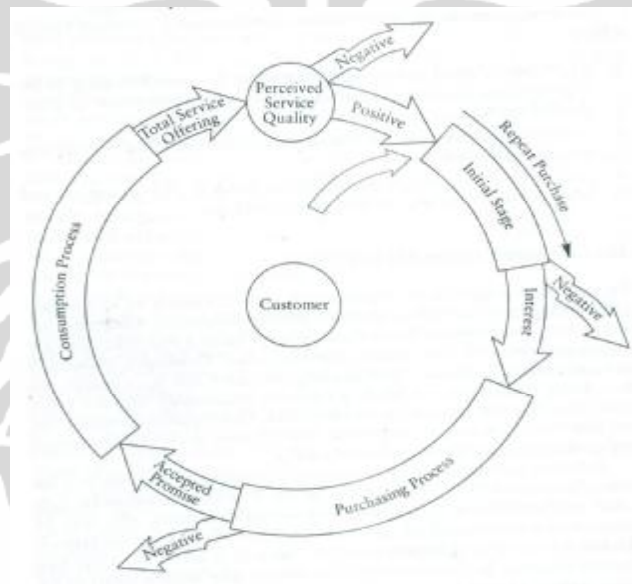 Negative
Perceived
Service
Quality
Positive
Total Service
Offering
Initial Stage
Repeat Purchase
Negative
Interest
Customer
Consumption Process
Purchasing Process
Accepted
Promise
Negative